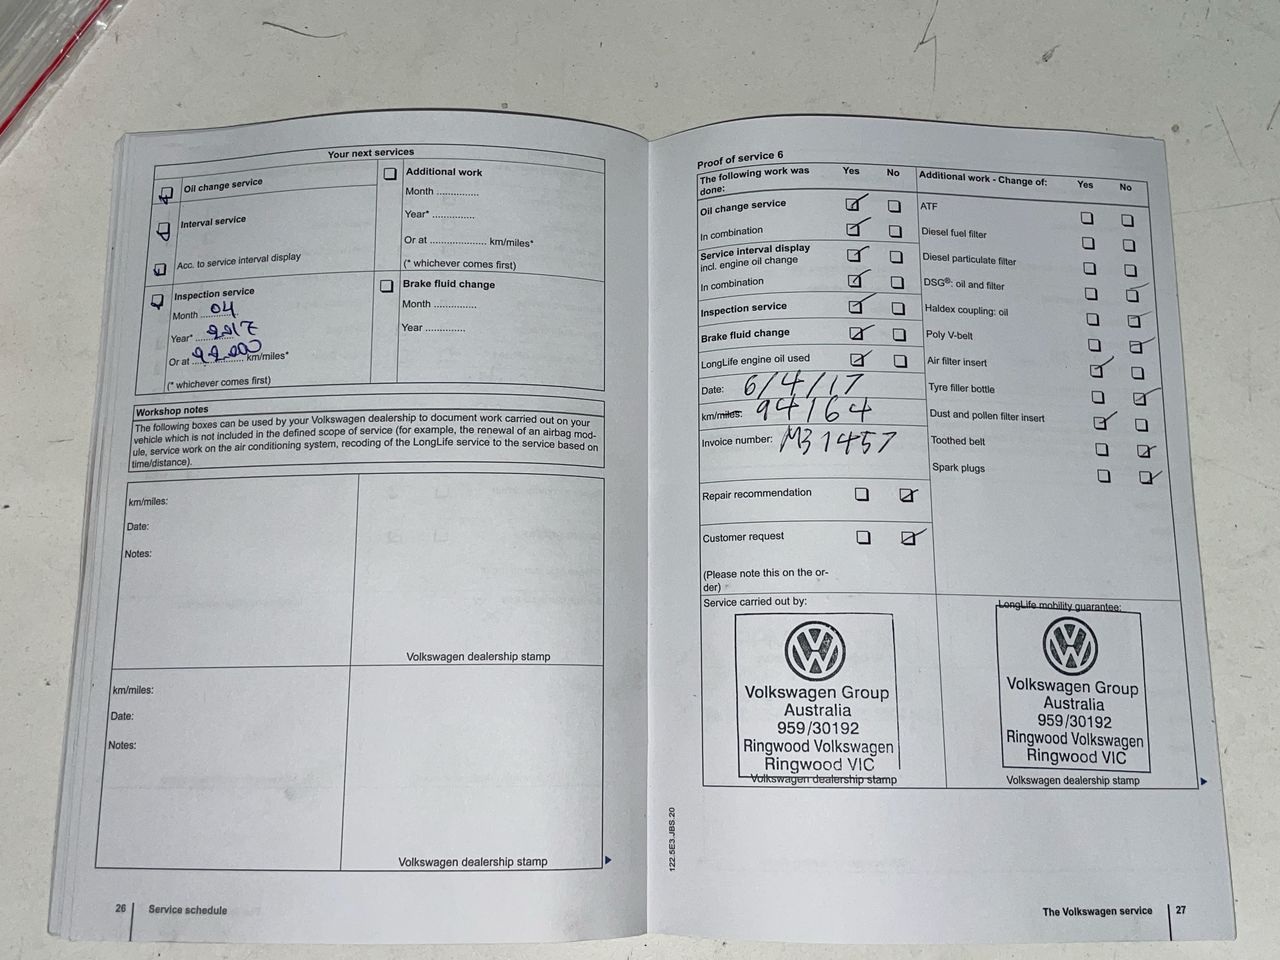 Your next services
Oil change service
Interval service
Acc. to service interval display
Inspection service
Month ......... 04
Year* ......... 2017
Or at .................... km/miles*
(* whichever comes first)
Additional work
Month ...............
Year* ...............
Or at .................... km/miles*
(* whichever comes first)
Brake fluid change
Month ..............
Year .............
Workshop notes
The following boxes can be used by your Volkswagen dealership to document work carried out on your
vehicle which is not included in the defined scope of service (for example, the renewal of an airbag mod-
ule, service work on the air conditioning system, recoding of the LongLife service to the service based on
time/distance).
km/miles:
Date:
Notes:
Volkswagen dealership stamp
km/miles:
Date:
Notes:
Volkswagen dealership stamp
26 Service schedule
Proof of service 6
The following work was Yes No
done:
Oil change service
In combination
Service interval display
incl. engine oil change
In combination
Inspection service
Brake fluid change
LongLife engine oil used
Date: 6/4/17
km/miles: 94164
Invoice number: M31457
Repair recommendation
Customer request
(Please note this on the or-
der)
Additional work - Change of: Yes No
ATF
Diesel fuel filter
Diesel particulate filter
DSG®: oil and filter
Haldex coupling: oil
Poly V-belt
Air filter insert
Tyre filler bottle
Dust and pollen filter insert
Toothed belt
Spark plugs
Service carried out by:
Volkswagen Group
Australia
959/30192
Ringwood Volkswagen
Ringwood VIC
Volkswagen dealership stamp
LongLife mobility guarantee:
Volkswagen Group
Australia
959/30192
Ringwood Volkswagen
Ringwood VIC
Volkswagen dealership stamp
122.5E3.JBS.20
The Volkswagen service 27